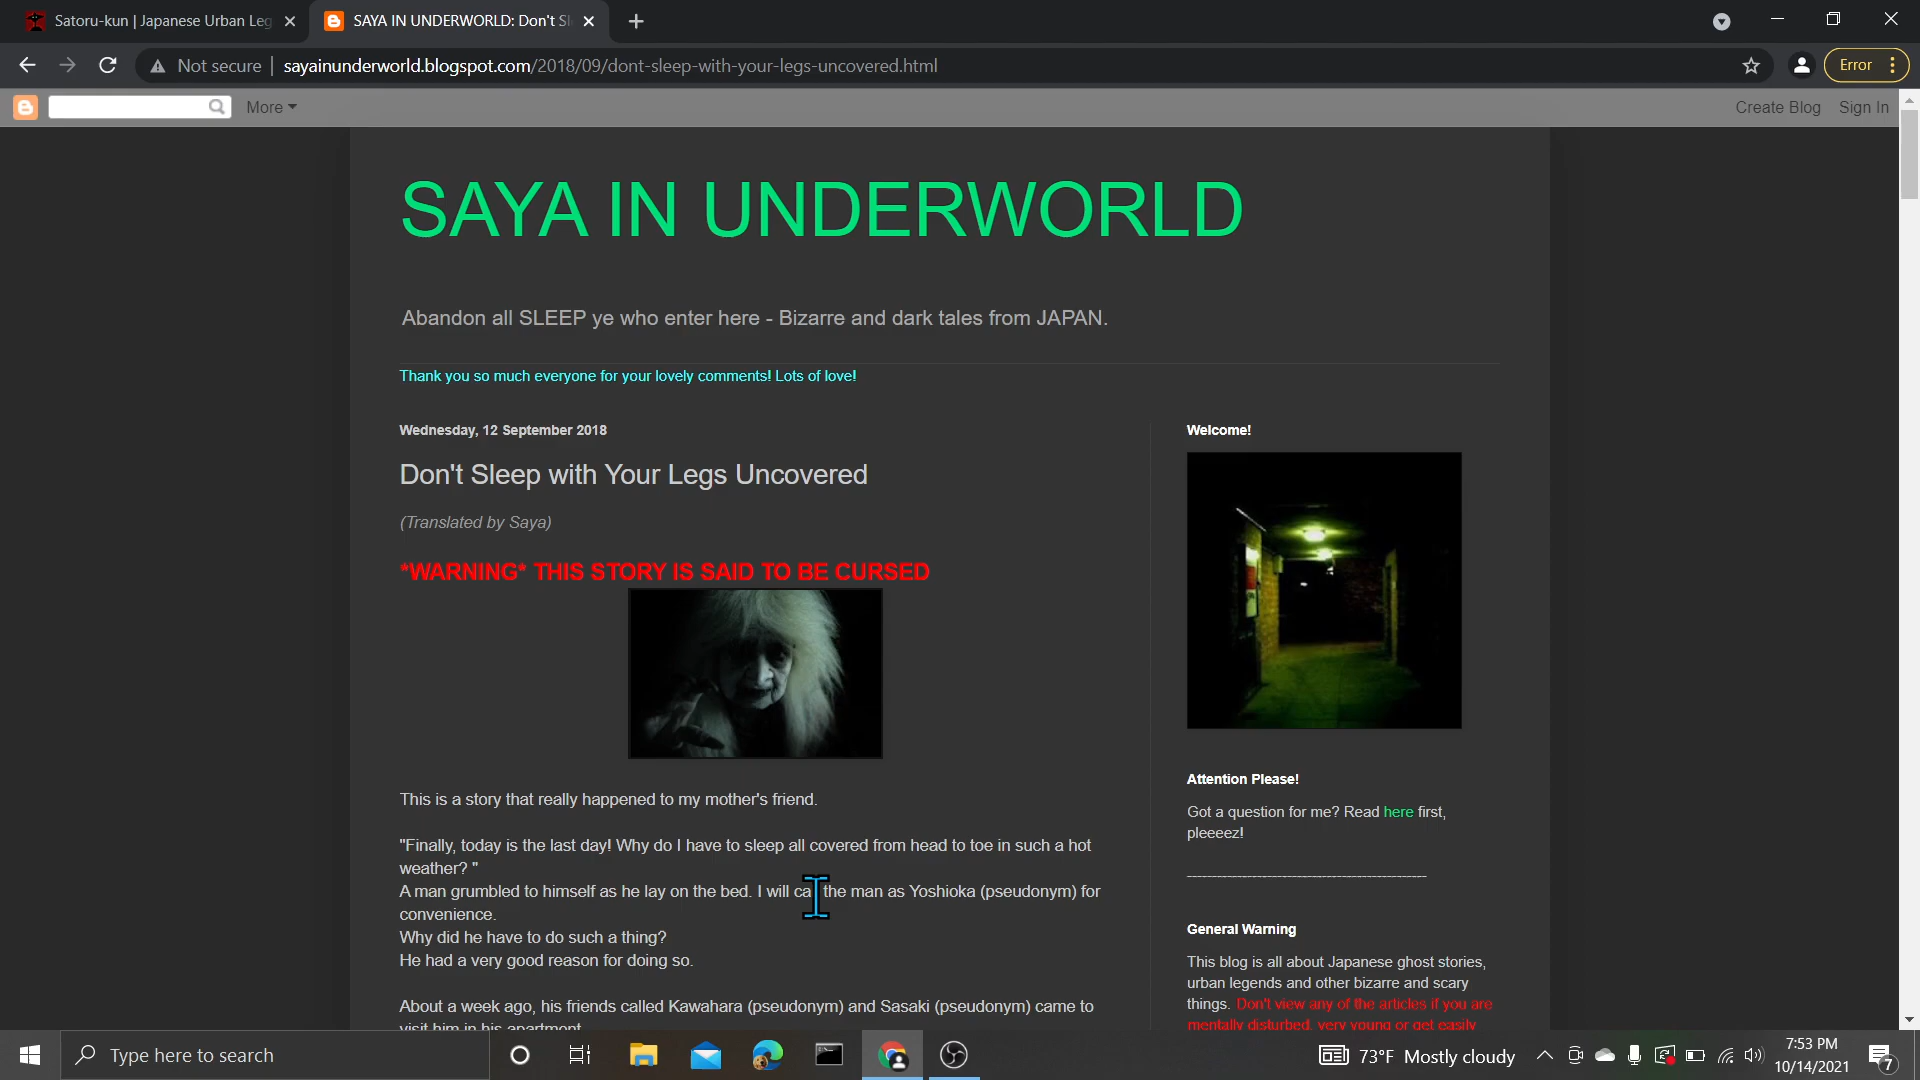 Satoru-kun | Japanese Urban Leg
SAYA IN UNDERWORLD: Don't Sl
Not secure
sayainunderworld.blogspot.com/2018/09/dont-sleep-with-your-legs-uncovered.html
Error
More
Create Blog Sign In
SAYA IN UNDERWORLD
Abandon all SLEEP ye who enter here - Bizarre and dark tales from JAPAN.
Thank you so much everyone for your lovely comments! Lots of love!
Wednesday, 12 September 2018
Don't Sleep with Your Legs Uncovered
(Translated by Saya)
*WARNING* THIS STORY IS SAID TO BE CURSED
This is a story that really happened to my mother's friend.
"Finally, today is the last day! Why do I have to sleep all covered from head to toe in such a hot
weather? "
A man grumbled to himself as he lay on the bed. I will call the man as Yoshioka (pseudonym) for
convenience.
Why did he have to do such a thing?
He had a very good reason for doing so.
About a week ago, his friends called Kawahara (pseudonym) and Sasaki (pseudonym) came to
visit him in his apartment.
Welcome!
Attention Please!
Got a question for me? Read here first,
pleeeez!
------------------------------------------------
General Warning
This blog is all about Japanese ghost stories,
urban legends and other bizarre and scary
things. Don't view any of the articles if you are
mentally disturbed, very young or get easily
Type here to search
73°F Mostly cloudy
7:53 PM
10/14/2021
7